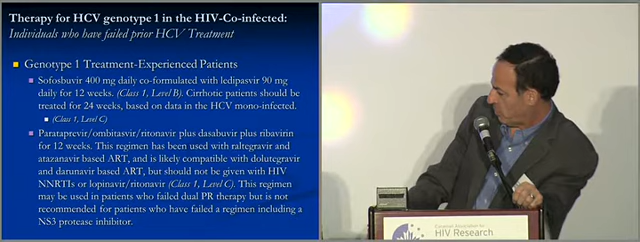 Therapy for HCV genotype 1 in the HIV-Co-infected:
Individuals who have failed prior HCV Treatment
Genotype 1 Treatment-Experienced Patients
Sofosbuvir 400 mg daily co-formulated with ledipasvir 90 mg
daily for 12 weeks. (Class 1, Level B). Cirrhotic patients should be
treated for 24 weeks, based on data in the HCV mono-infected.
(Class 1, Level C)
Parataprevir/ombitasvir/ritonavir plus dasabuvir plus ribavirin
for 12 weeks. This regimen has been used with raltegravir and
atazanavir based ART, and is likely compatible with dolutegravir
and darunavir based ART, but should not be given with HIV
NNRTIs or lopinavir/ritonavir (Class 1, Level C). This regimen
may be used in patients who failed dual PR therapy but is not
recommended for patients who have failed a regimen including a
NS3 protease inhibitor.
Canadian Association for
HIV Research